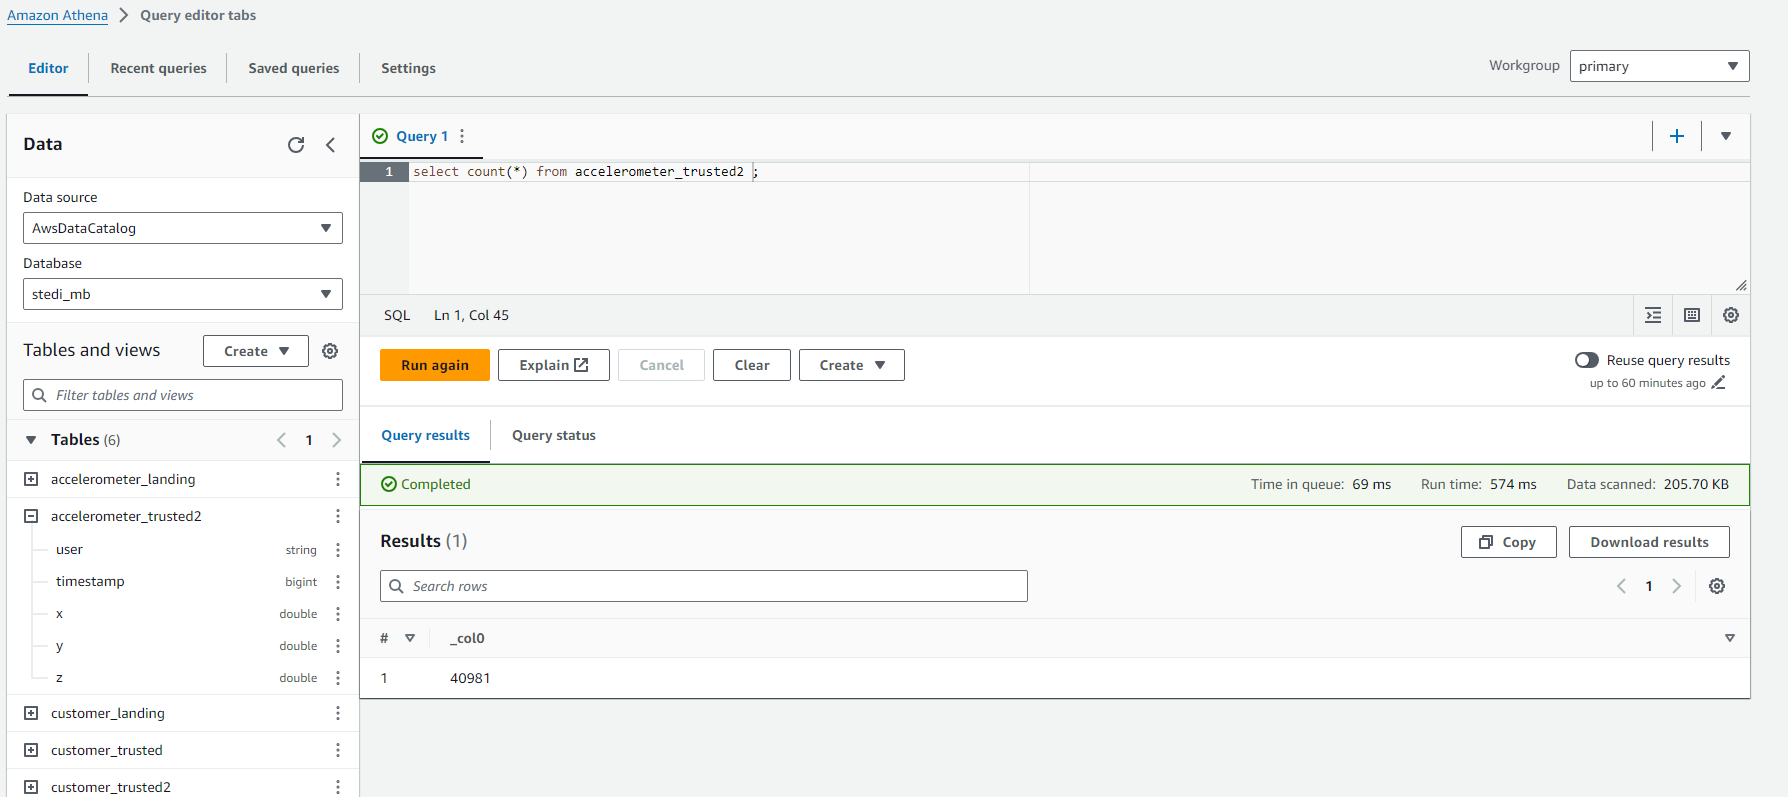 Amazon Athena > Query editor tabs
Editor Recent queries Saved queries Settings
Workgroup primary
Data
Data source
AwsDataCatalog
Database
stedi_mb
Tables and views Create
Filter tables and views
Tables (6) 1
accelerometer_landing
accelerometer_trusted2
user string
timestamp bigint
x double
y double
z double
customer_landing
customer_trusted
customer_trusted2
Query 1
1 select count(*) from accelerometer_trusted2 ;
SQL Ln 1, Col 45
Run again Explain Cancel Clear Create
Reuse query results
up to 60 minutes ago
Query results Query status
Completed Time in queue: 69 ms Run time: 574 ms Data scanned: 205.70 KB
Results (1) Copy Download results
Search rows 1
# _col0
1 40981